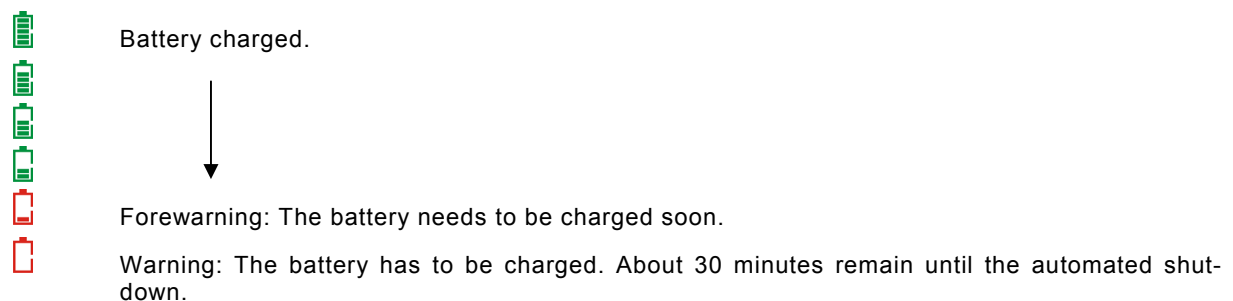 Battery charged.
Forewarning: The battery needs to be charged soon.
Warning: The battery has to be charged. About 30 minutes remain until the automated shut-
down.